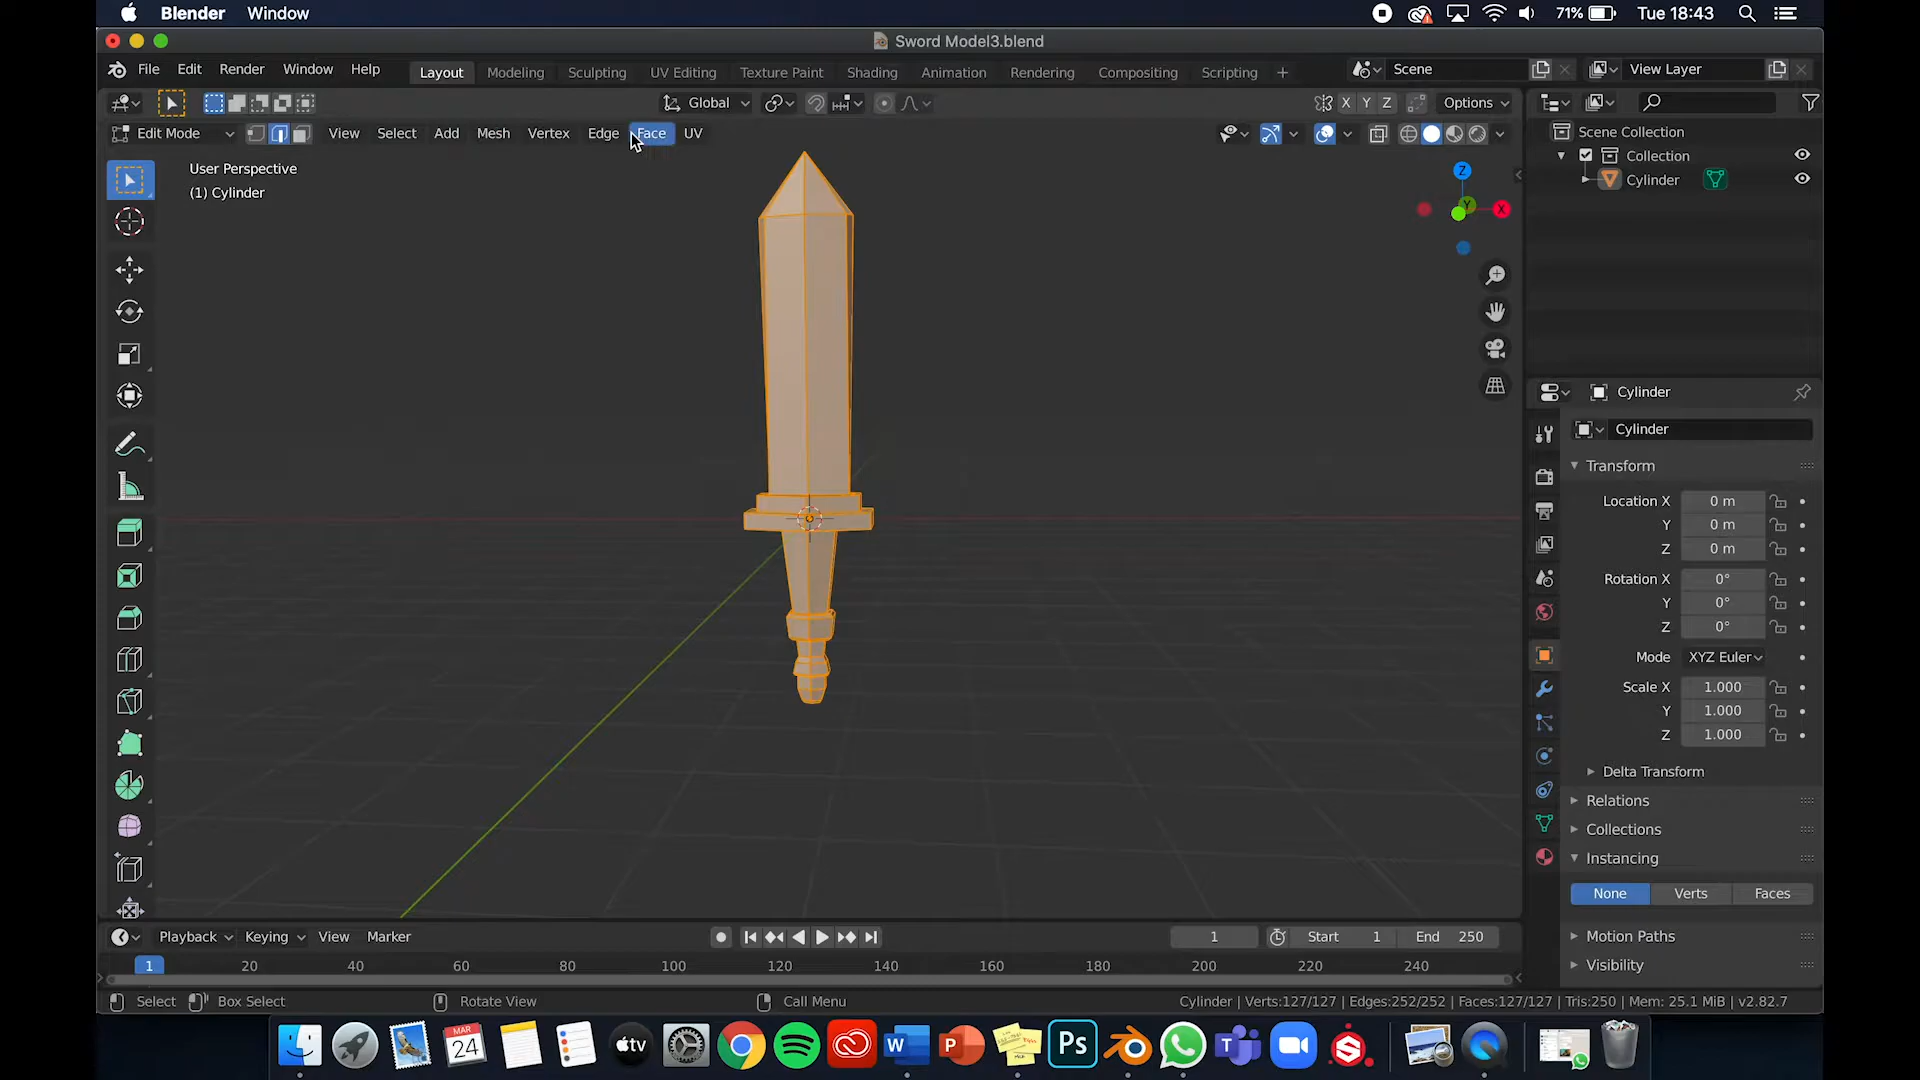 Blender Window 71% Tue 18:43
Sword Model3.blend
File Edit Render Window Help Layout Modeling Sculpting UV Editing Texture Paint Shading Animation Rendering Compositing Scripting + Scene View Layer
Global X Y Z Options
Edit Mode View Select Add Mesh Vertex Edge Face UV
Scene Collection
Collection
Cylinder
User Perspective
(1) Cylinder
Z
Y
X
Cylinder
Cylinder
Transform
Location X 0 m
Y 0 m
Z 0 m
Rotation X 0°
Y 0°
Z 0°
Mode XYZ Euler
Scale X 1.000
Y 1.000
Z 1.000
Delta Transform
Relations
Collections
Instancing
None Verts Faces
Motion Paths
Visibility
Playback Keying View Marker 1 Start 1 End 250
1 20 40 60 80 100 120 140 160 180 200 220 240
Select Box Select Rotate View Call Menu Cylinder | Verts:127/127 | Edges:252/252 | Faces:127/127 | Tris:250 | Mem: 25.1 MiB | v2.82.7
MAR
24
tv
W
P
Ps
T
S